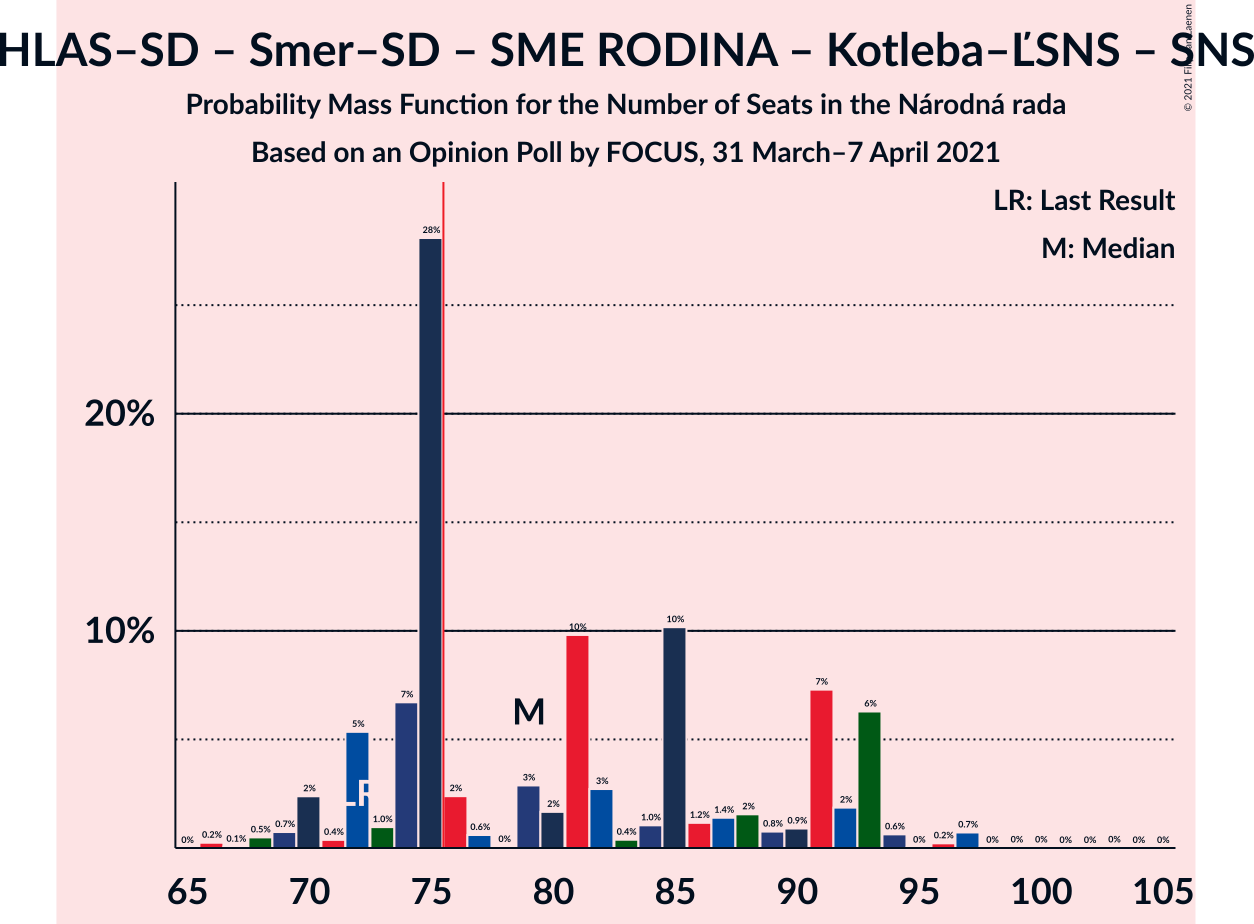 HLAS–SD – Smer–SD – SME RODINA – Kotleba–ĽSNS – SNS
Probability Mass Function for the Number of Seats in the Národná rada
Based on an Opinion Poll by FOCUS, 31 March–7 April 2021
© 2021
LR: Last Result
M: Median
20%
10%
0% 0.2% 0.1% 0.5% 0.7% 2% 0.4% 5% 1.0% 7% 28% 2% 0.6% 0% 3% 2% 10% 3% 0.4% 1.0% 10% 1.2% 1.4% 2% 0.8% 0.9% 7% 2% 6% 0.6% 0% 0.2% 0.7% 0% 0% 0% 0% 0% 0% 0% 0%
LR
M
65 70 75 80 85 90 95 100 105